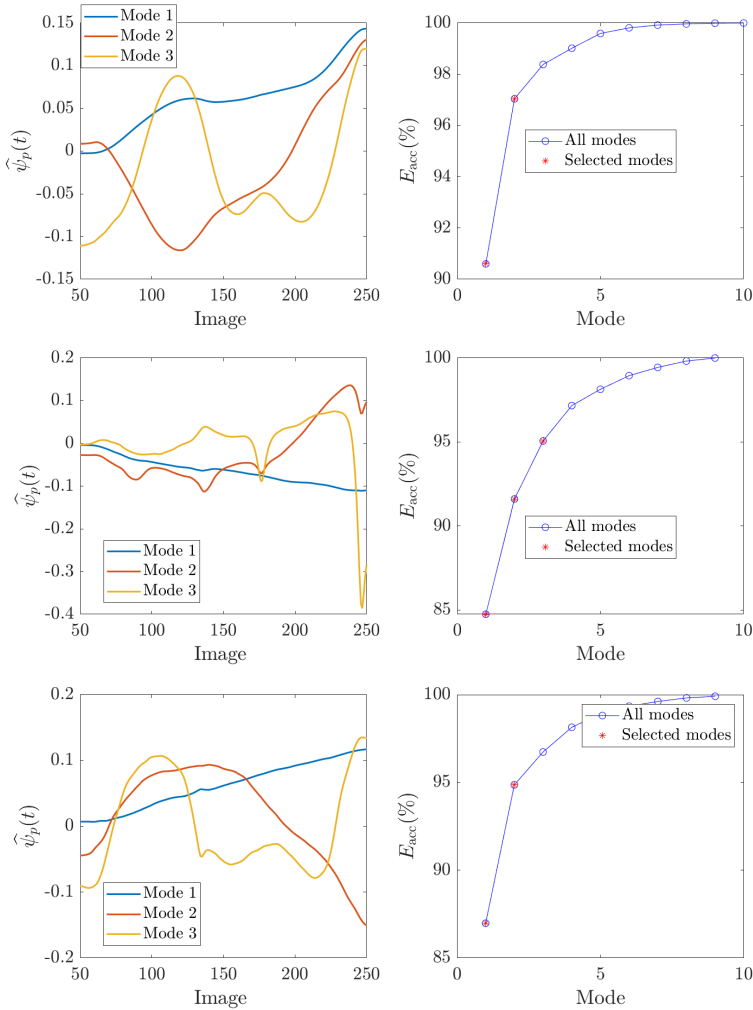 0.15
0.1
0.05
0
-0.05
-0.1
-0.15
50 100 150 200 250
Image
ψ̂p(t)
Mode 1
Mode 2
Mode 3
100
98
96
94
92
90
0 5 10
Mode
Eacc(%)
All modes
Selected modes
0.2
0.1
0
-0.1
-0.2
-0.3
-0.4
50 100 150 200 250
Image
ψ̂p(t)
Mode 1
Mode 2
Mode 3
100
95
90
85
0 5 10
Mode
Eacc(%)
All modes
Selected modes
0.2
0.1
0
-0.1
-0.2
50 100 150 200 250
Image
ψ̂p(t)
Mode 1
Mode 2
Mode 3
100
95
90
85
0 5 10
Mode
Eacc(%)
All modes
Selected modes